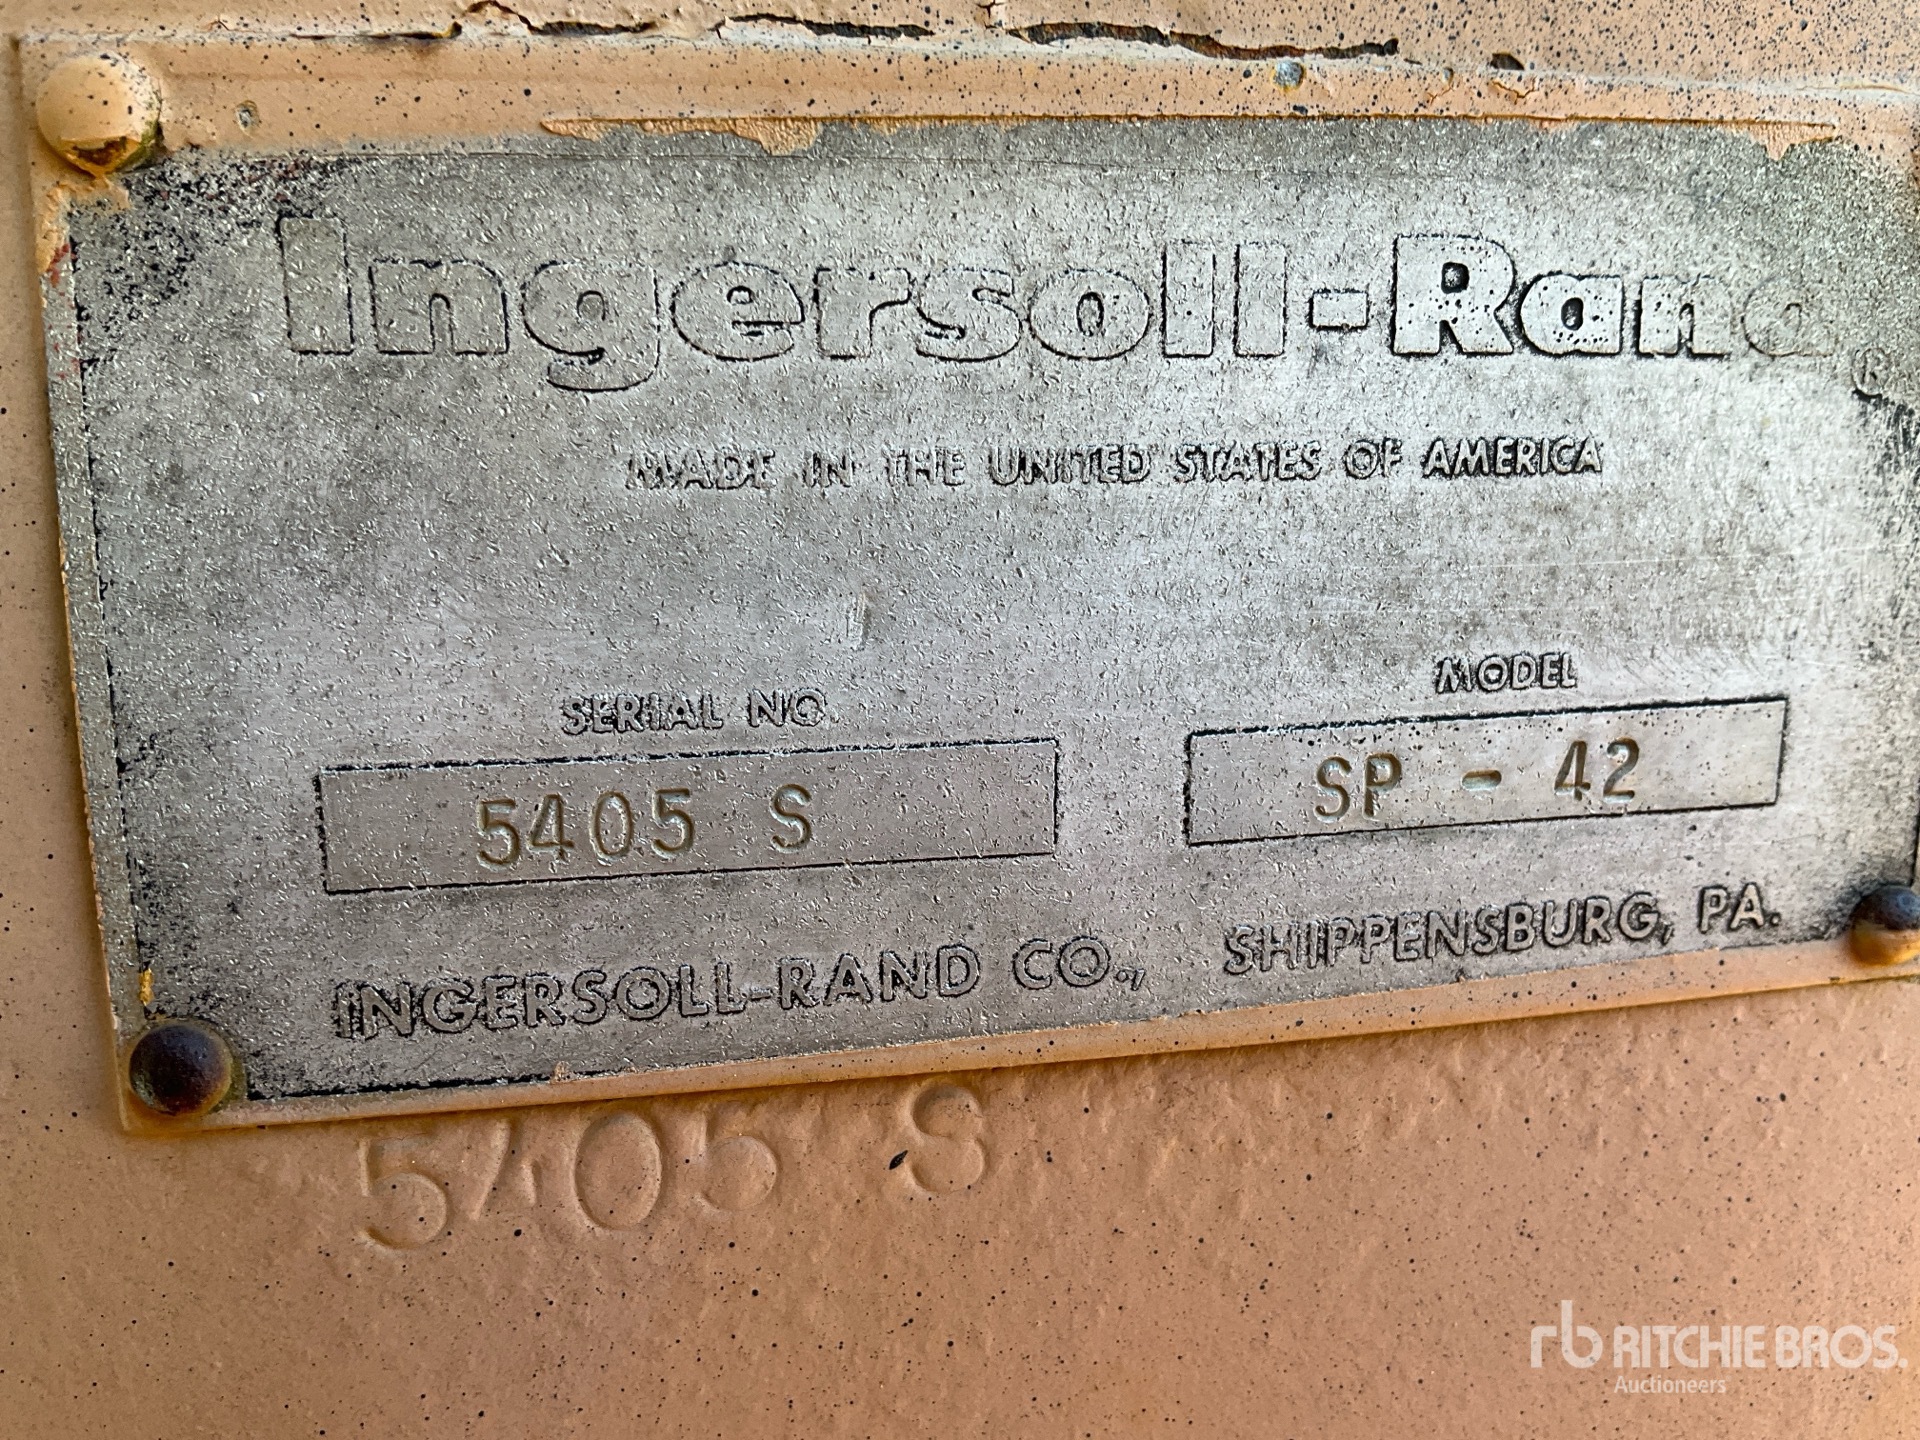 Ingersoll-Rand®
MADE IN THE UNITED STATES OF AMERICA
SERIAL NO.
MODEL
5405 S
SP - 42
INGERSOLL-RAND CO., SHIPPENSBURG, PA.
5405 S
rb RITCHIE BROS.
Auctioneers